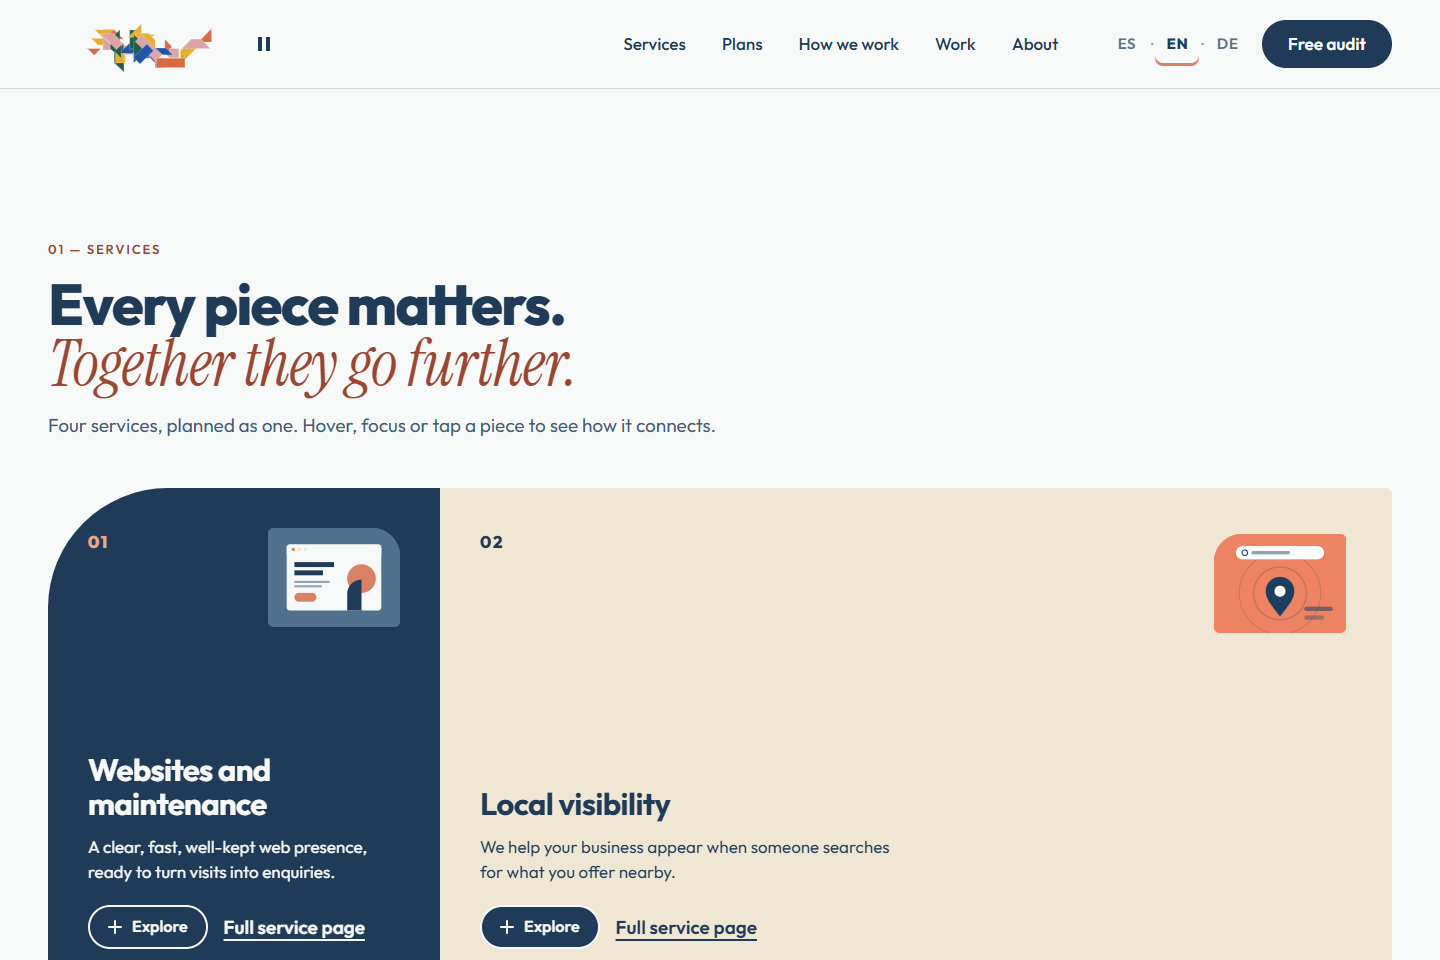 Services
Plans
How we work
Work
About
ES · EN · DE
Free audit
01 — SERVICES
Every piece matters.
Together they go further.
Four services, planned as one. Hover, focus or tap a piece to see how it connects.
01
Websites and
maintenance
A clear, fast, well-kept web presence,
ready to turn visits into enquiries.
+ Explore
Full service page
02
Local visibility
We help your business appear when someone searches
for what you offer nearby.
+ Explore
Full service page